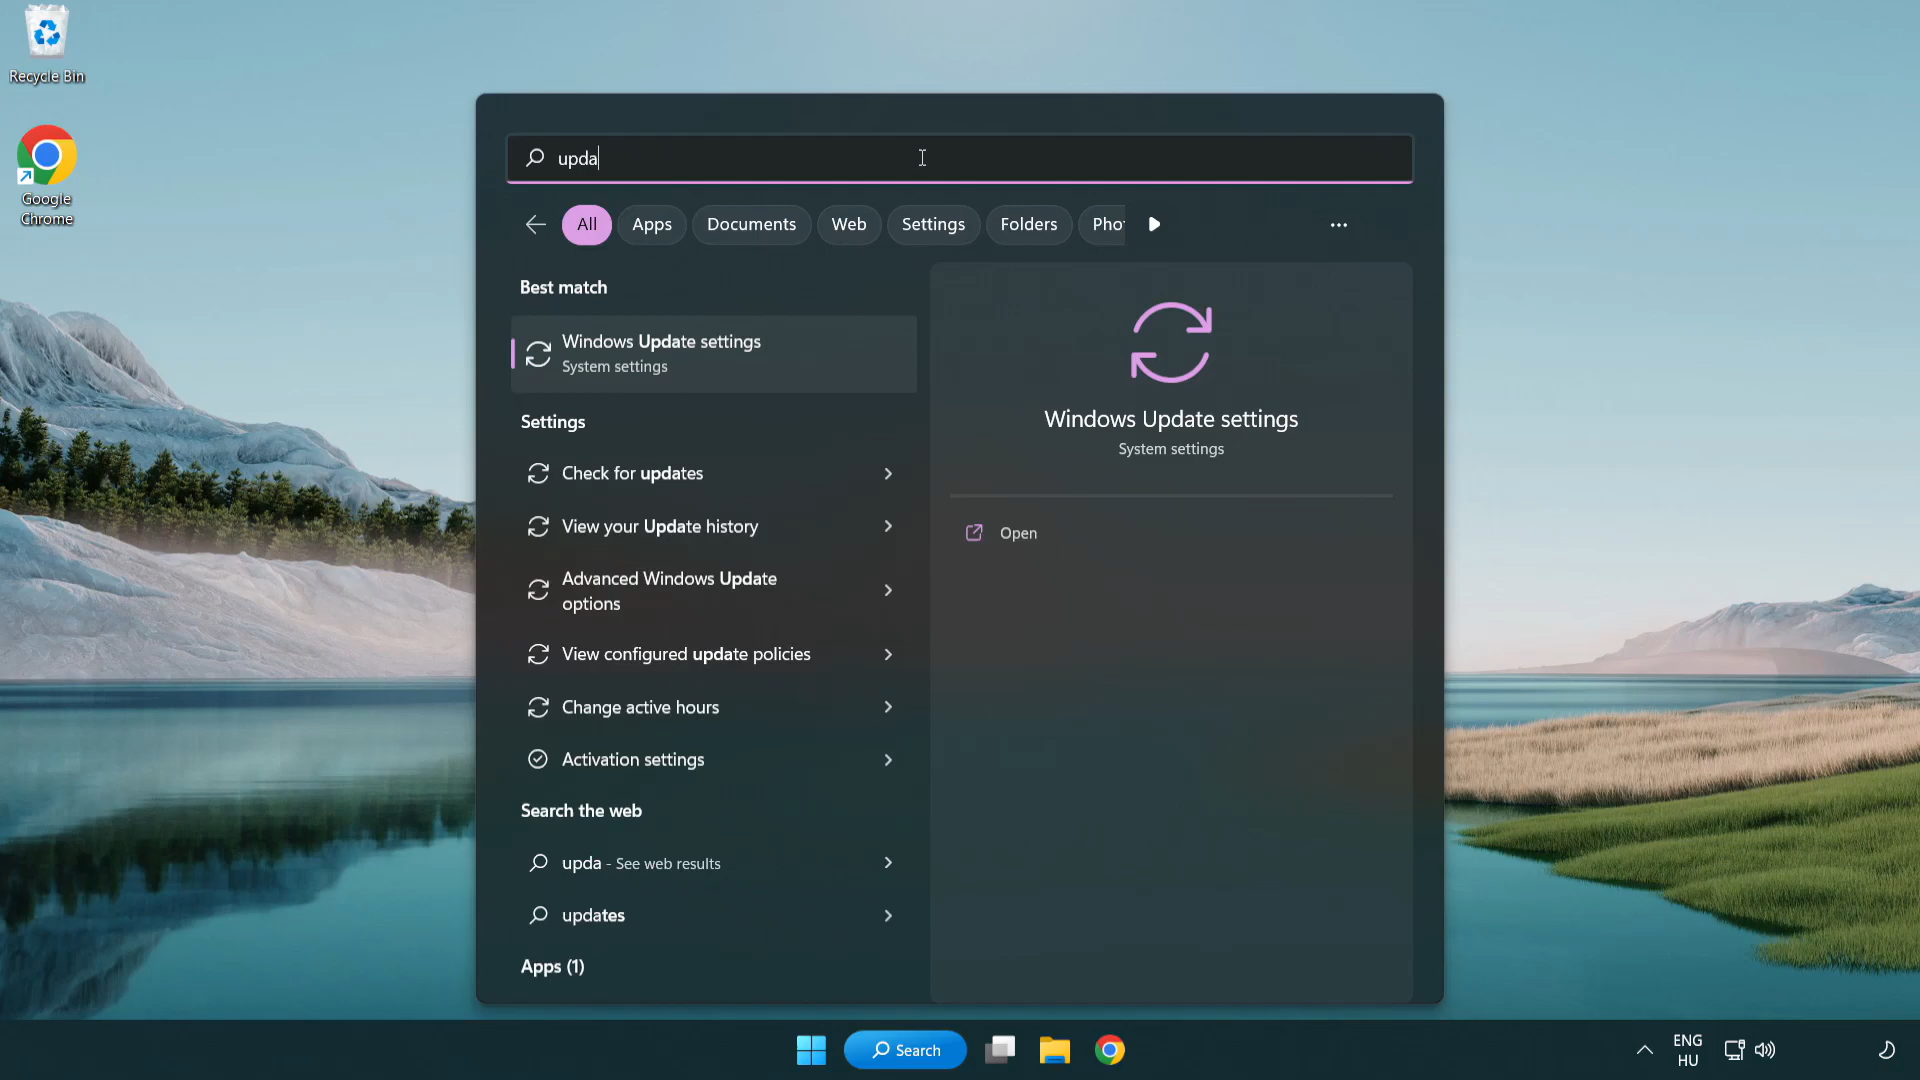 Recycle Bin
Google
Chrome
upda
All
Apps
Documents
Web
Settings
Folders
Pho
Best match
Windows Update settings
System settings
Settings
Check for updates
View your Update history
Advanced Windows Update
options
View configured update policies
Change active hours
Activation settings
Search the web
upda - See web results
updates
Apps (1)
Windows Update settings
System settings
Open
Search
ENG
HU